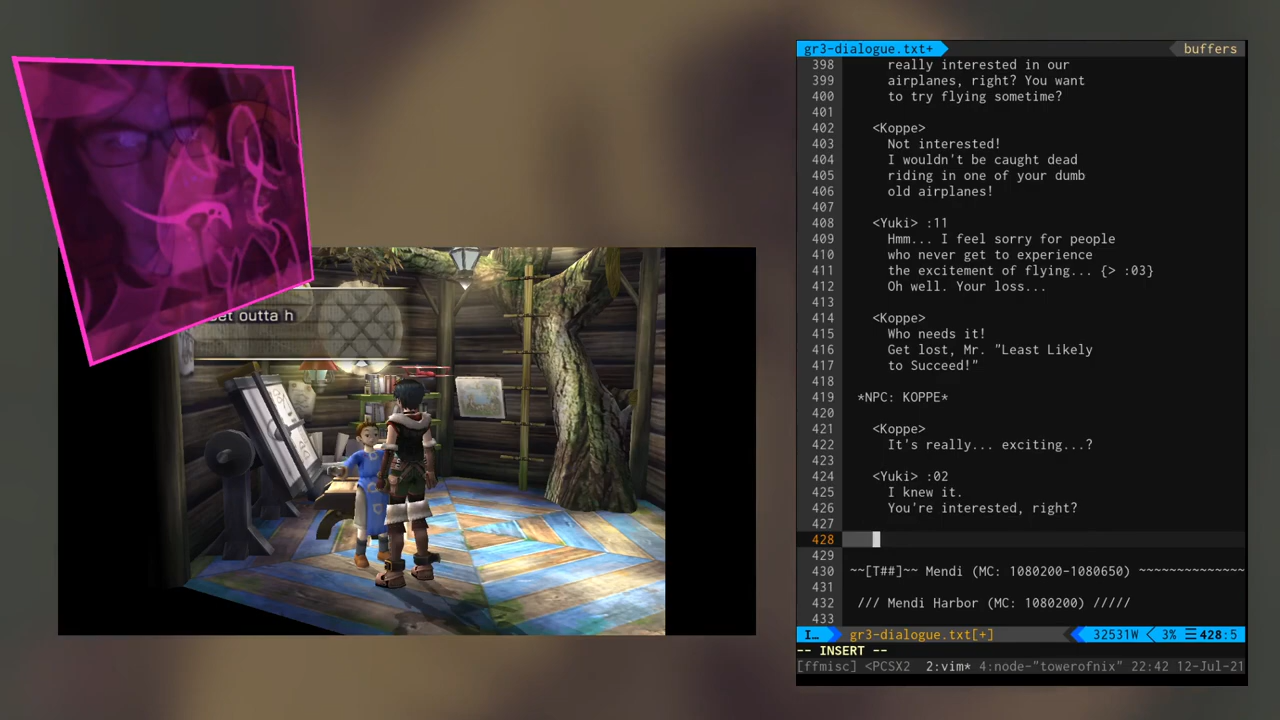 et outta h
gr3-dialogue.txt+
buffers
398 really interested in our
399 airplanes, right? You want
400 to try flying sometime?
401
402 <Koppe>
403 Not interested!
404 I wouldn't be caught dead
405 riding in one of your dumb
406 old airplanes!
407
408 <Yuki> :11
409 Hmm... I feel sorry for people
410 who never get to experience
411 the excitement of flying... {> :03}
412 Oh well. Your loss...
413
414 <Koppe>
415 Who needs it!
416 Get lost, Mr. "Least Likely
417 to Succeed!"
418
419 *NPC: KOPPE*
420
421 <Koppe>
422 It's really... exciting...?
423
424 <Yuki> :02
425 I knew it.
426 You're interested, right?
427
428
429
430 ~~[T##]~~ Mendi (MC: 1080200-1080650) ~~~~~~~~~~~~~~
431
432 /// Mendi Harbor (MC: 1080200) /////
433
I… gr3-dialogue.txt[+] 32531W 3% ☰428:5
-- INSERT --
[ffmisc] <PCSX2 2:vim* 4:node-"towerofnix" 22:42 12-Jul-21